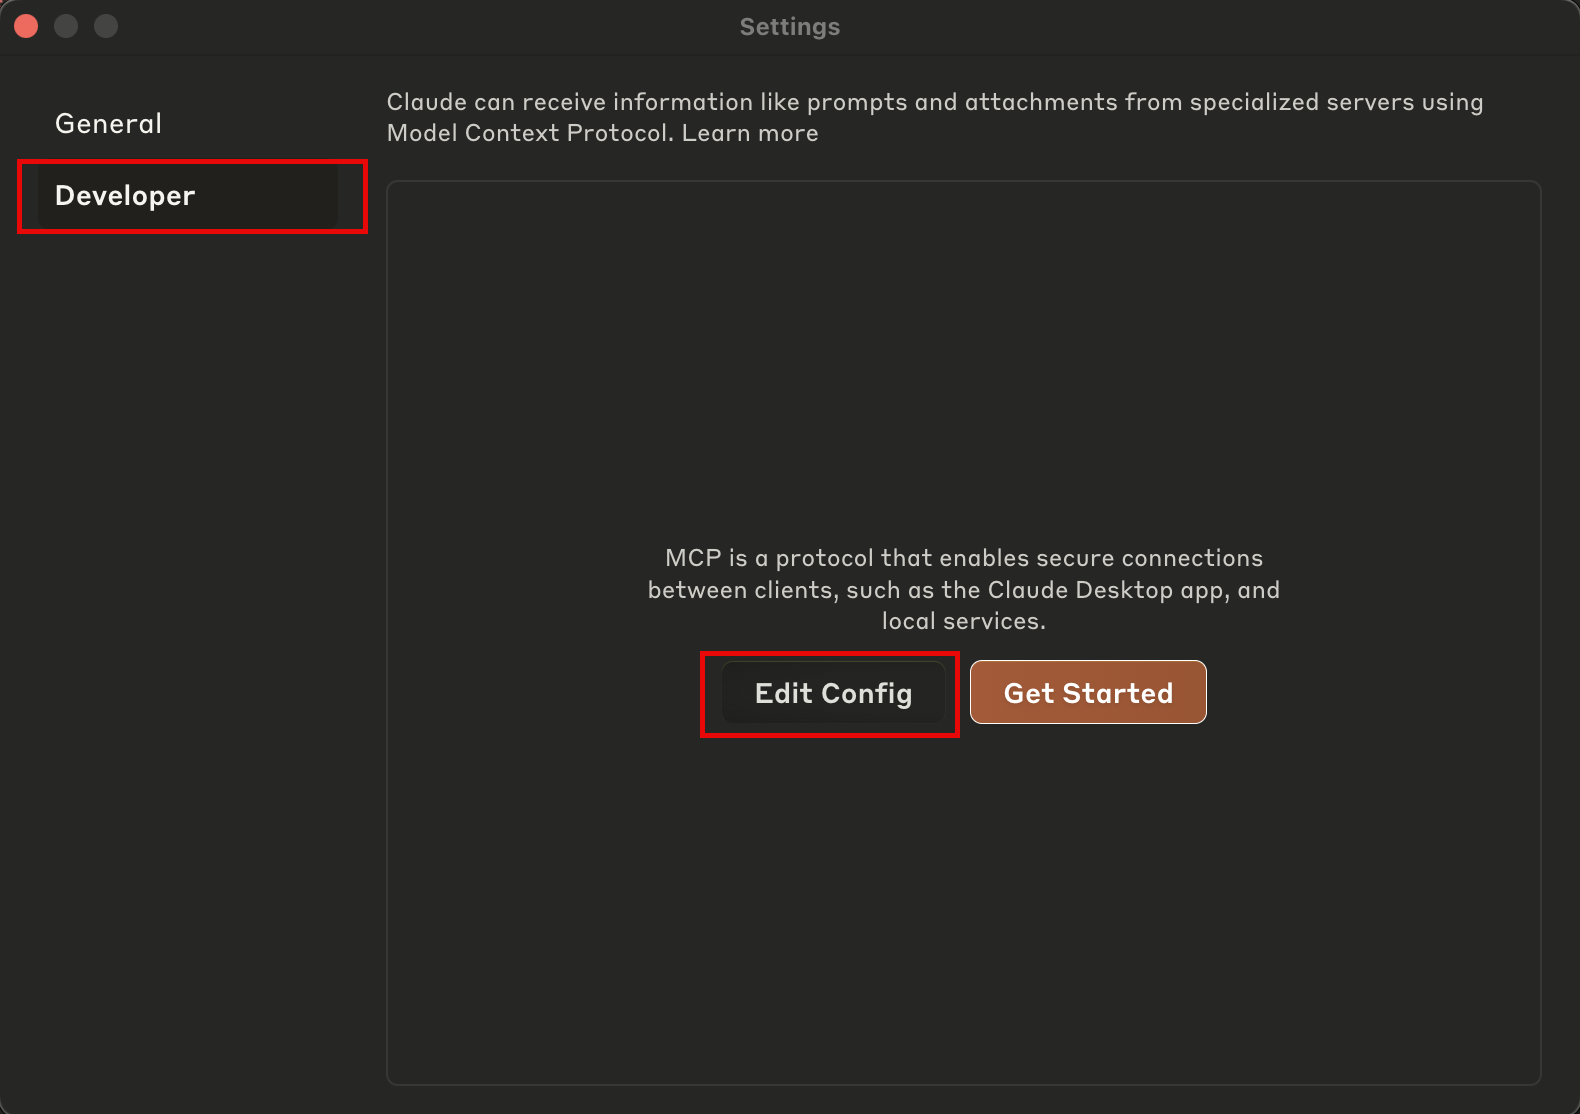 Settings
General
Developer
Claude can receive information like prompts and attachments from specialized servers using
Model Context Protocol. Learn more
MCP is a protocol that enables secure connections
between clients, such as the Claude Desktop app, and
local services.
Edit Config
Get Started